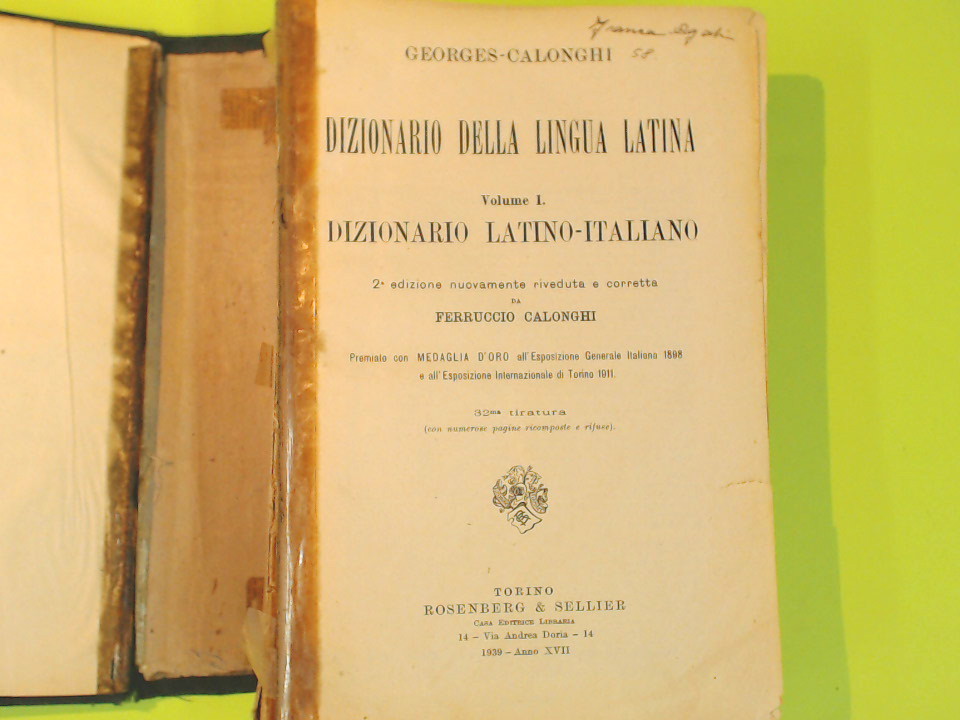 Franca
58
GEORGES-CALONGHI
DIZIONARIO DELLA LINGUA LATINA
Volume I.
DIZIONARIO LATINO-ITALIANO
2ª edizione nuovamente riveduta e corretta
DA
FERRUCCIO CALONGHI
Premiato con MEDAGLIA D'ORO all'Esposizione Generale Italiana 1898
e all'Esposizione Internazionale di Torino 1911.
32ma tiratura
(con numerose pagine ricomposte e rifuse).
TORINO
ROSENBERG & SELLIER
CASA EDITRICE LIBRARIA
14 - Via Andrea Doria - 14
1939 - Anno XVII